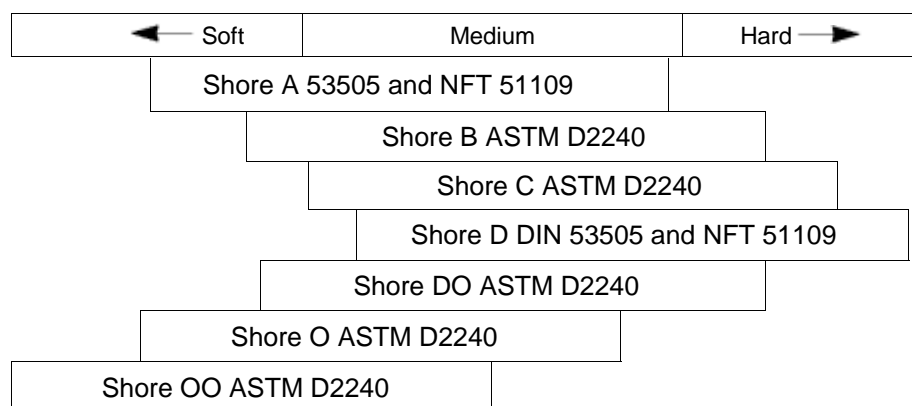 Soft Medium Hard
Shore A 53505 and NFT 51109
Shore B ASTM D2240
Shore C ASTM D2240
Shore D DIN 53505 and NFT 51109
Shore DO ASTM D2240
Shore O ASTM D2240
Shore OO ASTM D2240